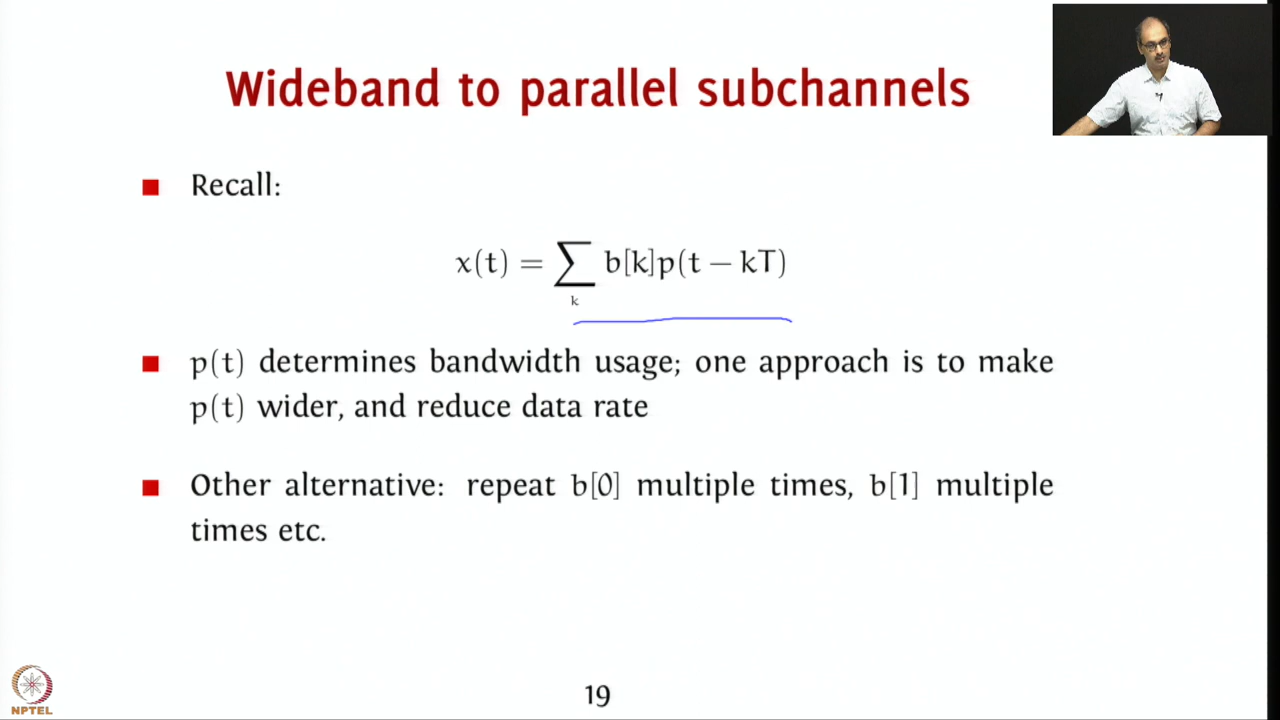 Wideband to parallel subchannels
Recall:
x(t) = ∑ b[k]p(t − kT)
k
p(t) determines bandwidth usage; one approach is to make
p(t) wider, and reduce data rate
Other alternative: repeat b[0] multiple times, b[1] multiple
times etc.
19
NPTEL